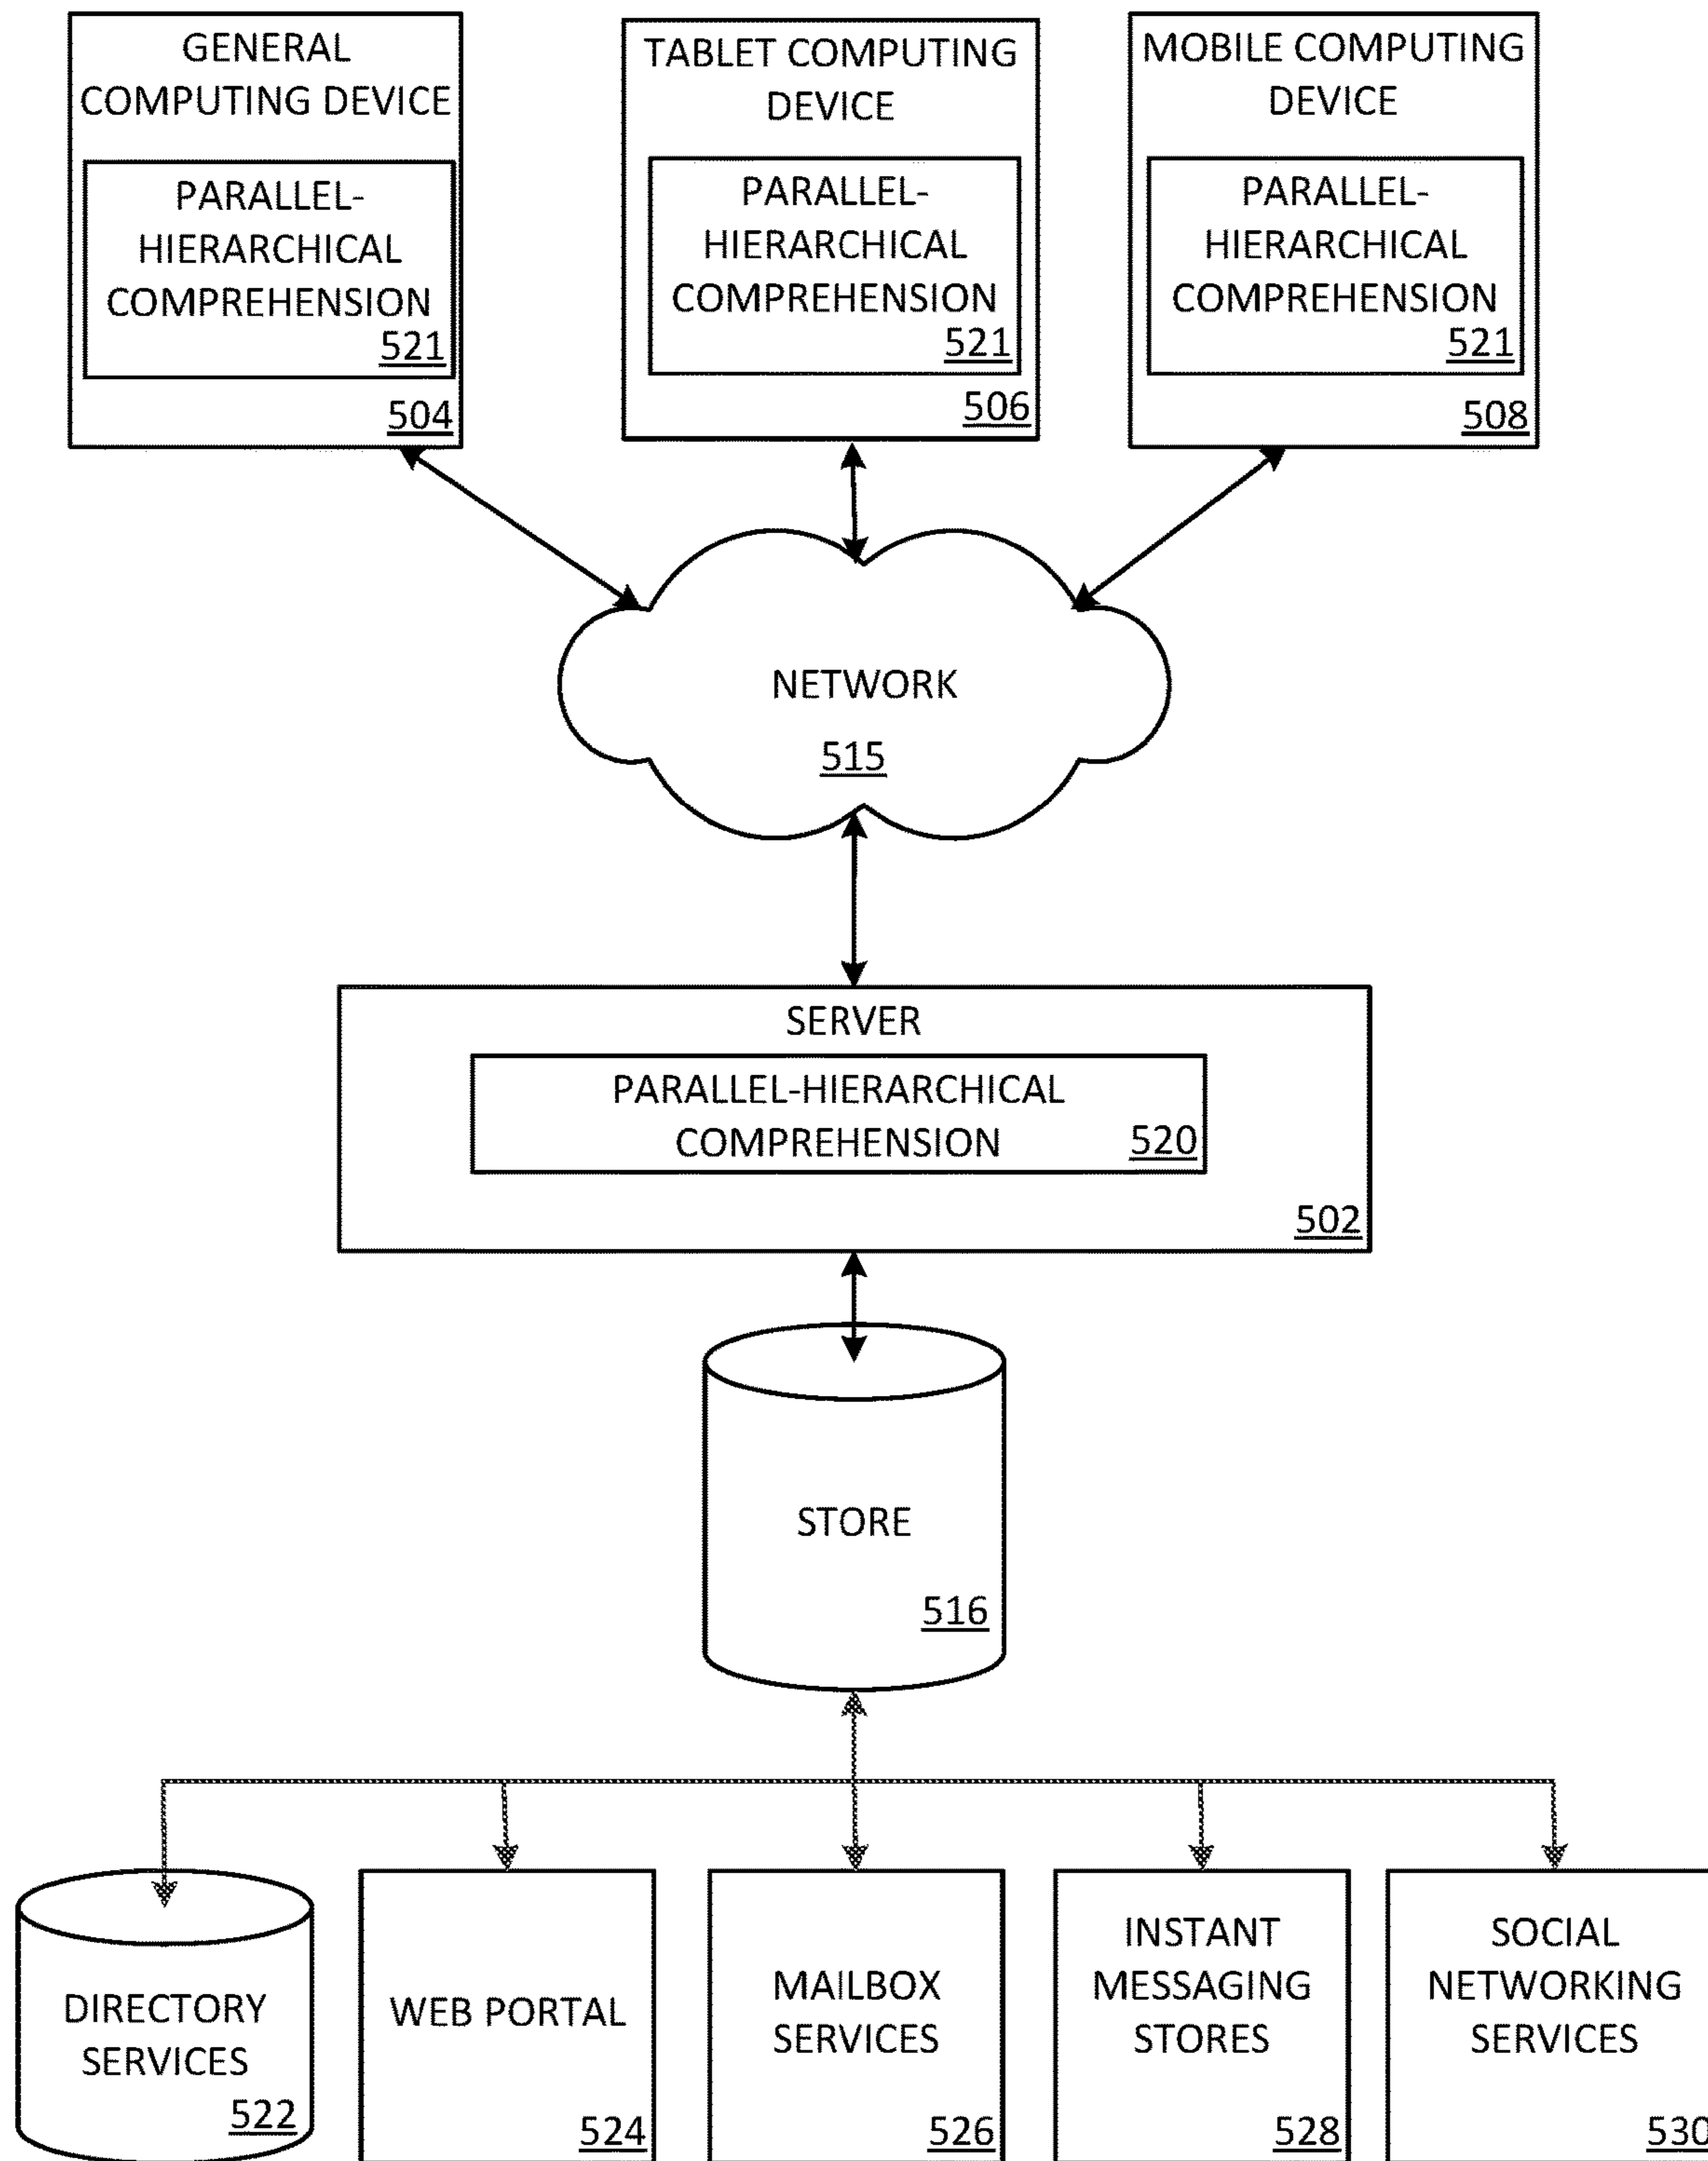 GENERAL
COMPUTING DEVICE
PARALLEL-
HIERARCHICAL
COMPREHENSION
521
504
TABLET COMPUTING
DEVICE
PARALLEL-
HIERARCHICAL
COMPREHENSION
521
506
MOBILE COMPUTING
DEVICE
PARALLEL-
HIERARCHICAL
COMPREHENSION
521
508
NETWORK
515
SERVER
PARALLEL-HIERARCHICAL
COMPREHENSION 520
502
STORE
516
DIRECTORY
SERVICES
522
WEB PORTAL
524
MAILBOX
SERVICES
526
INSTANT
MESSAGING
STORES
528
SOCIAL
NETWORKING
SERVICES
530